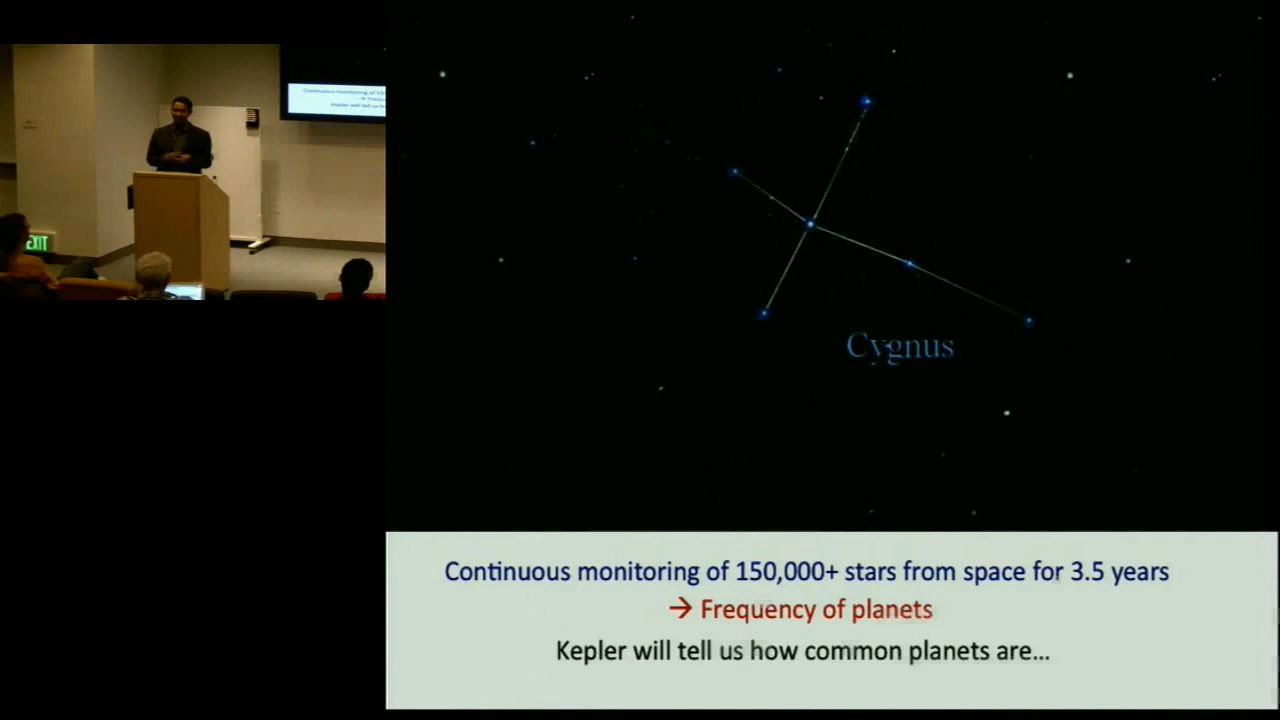 Cygnus
Continuous monitoring of 150,000+ stars from space for 3.5 years
→ Frequency of planets
Kepler will tell us how common planets are...
EXIT